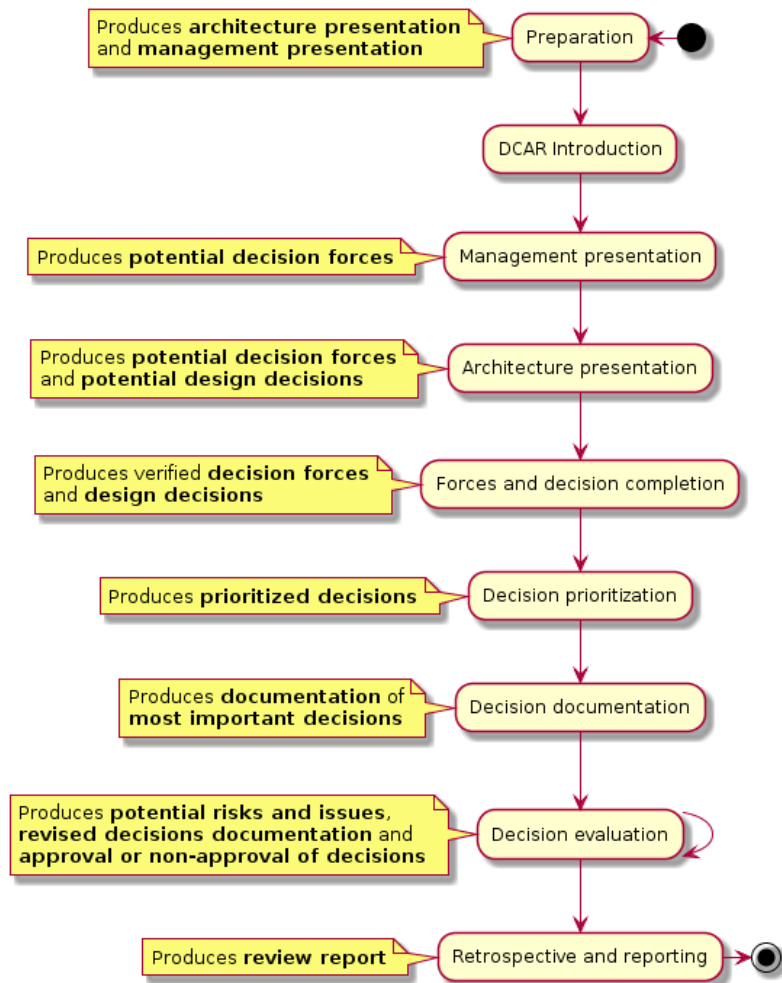 Produces architecture presentation
and management presentation
Preparation
DCAR Introduction
Produces potential decision forces
Management presentation
Produces potential decision forces
and potential design decisions
Architecture presentation
Produces verified decision forces
and design decisions
Forces and decision completion
Produces prioritized decisions
Decision prioritization
Produces documentation of
most important decisions
Decision documentation
Produces potential risks and issues,
revised decisions documentation and
approval or non-approval of decisions
Decision evaluation
Produces review report
Retrospective and reporting